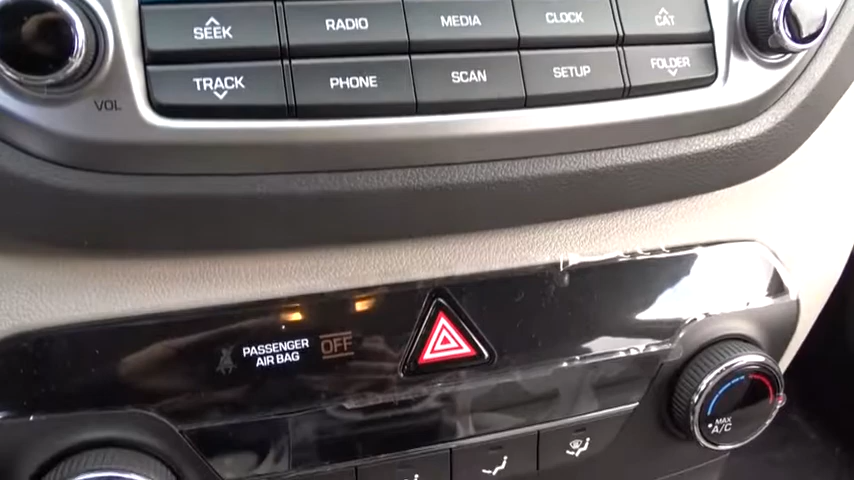 SEEK RADIO MEDIA CLOCK CAT
TRACK PHONE SCAN SETUP FOLDER
VOL
PASSENGER
AIR BAG
OFF
MAX
A/C